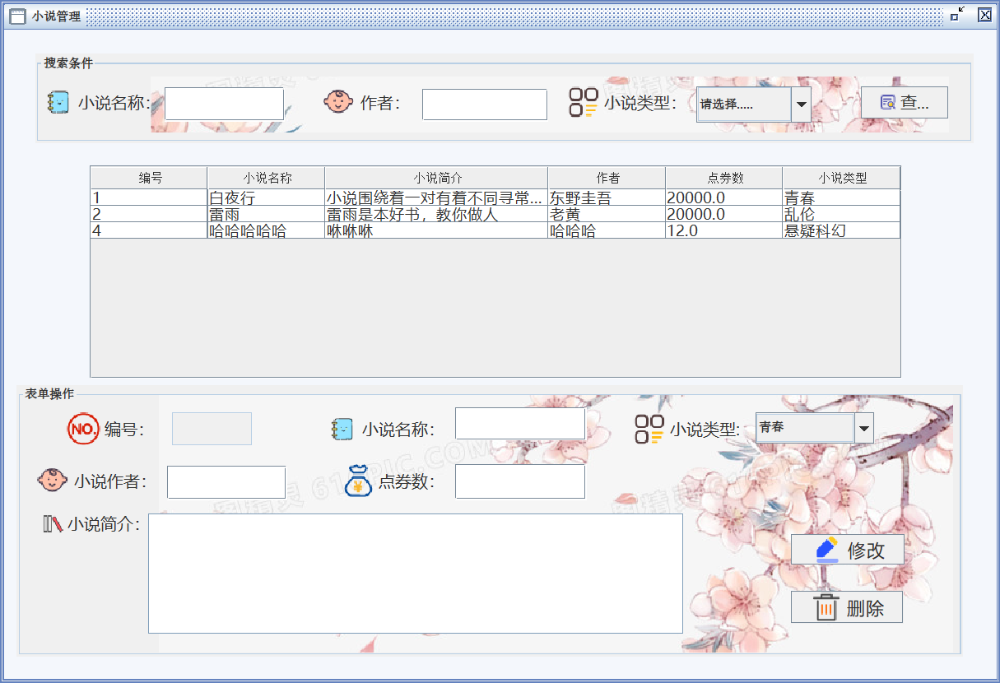 小说管理
搜索条件
小说名称: 作者: 小说类型: 请选择..... 查...
编号 小说名称 小说简介 作者 点券数 小说类型
1 白夜行 小说围绕着一对有着不同寻常... 东野圭吾 20000.0 青春
2 雷雨 雷雨是本好书，教你做人 老黄 20000.0 乱伦
4 哈哈哈哈哈 咻咻咻 哈哈哈 12.0 悬疑科幻
表单操作
NO. 编号: 小说名称: 小说类型: 青春
小说作者: 点券数:
小说简介:
修改
删除